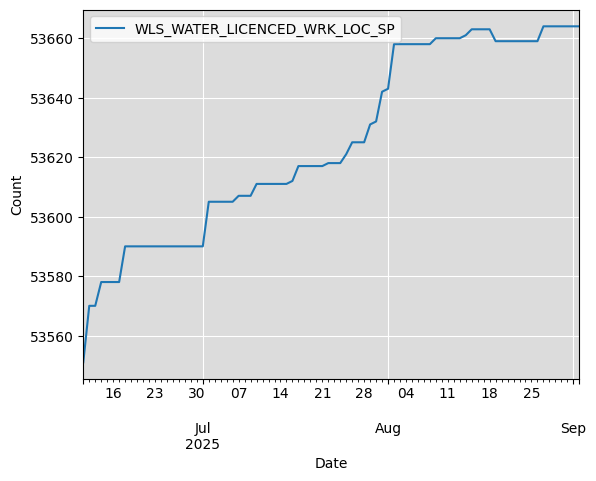 WLS_WATER_LICENCED_WRK_LOC_SP
53660
53640
53620
53600
53580
53560
Count
16 23 30 07 14 21 28 04 11 18 25
Jul Aug Sep
2025
Date